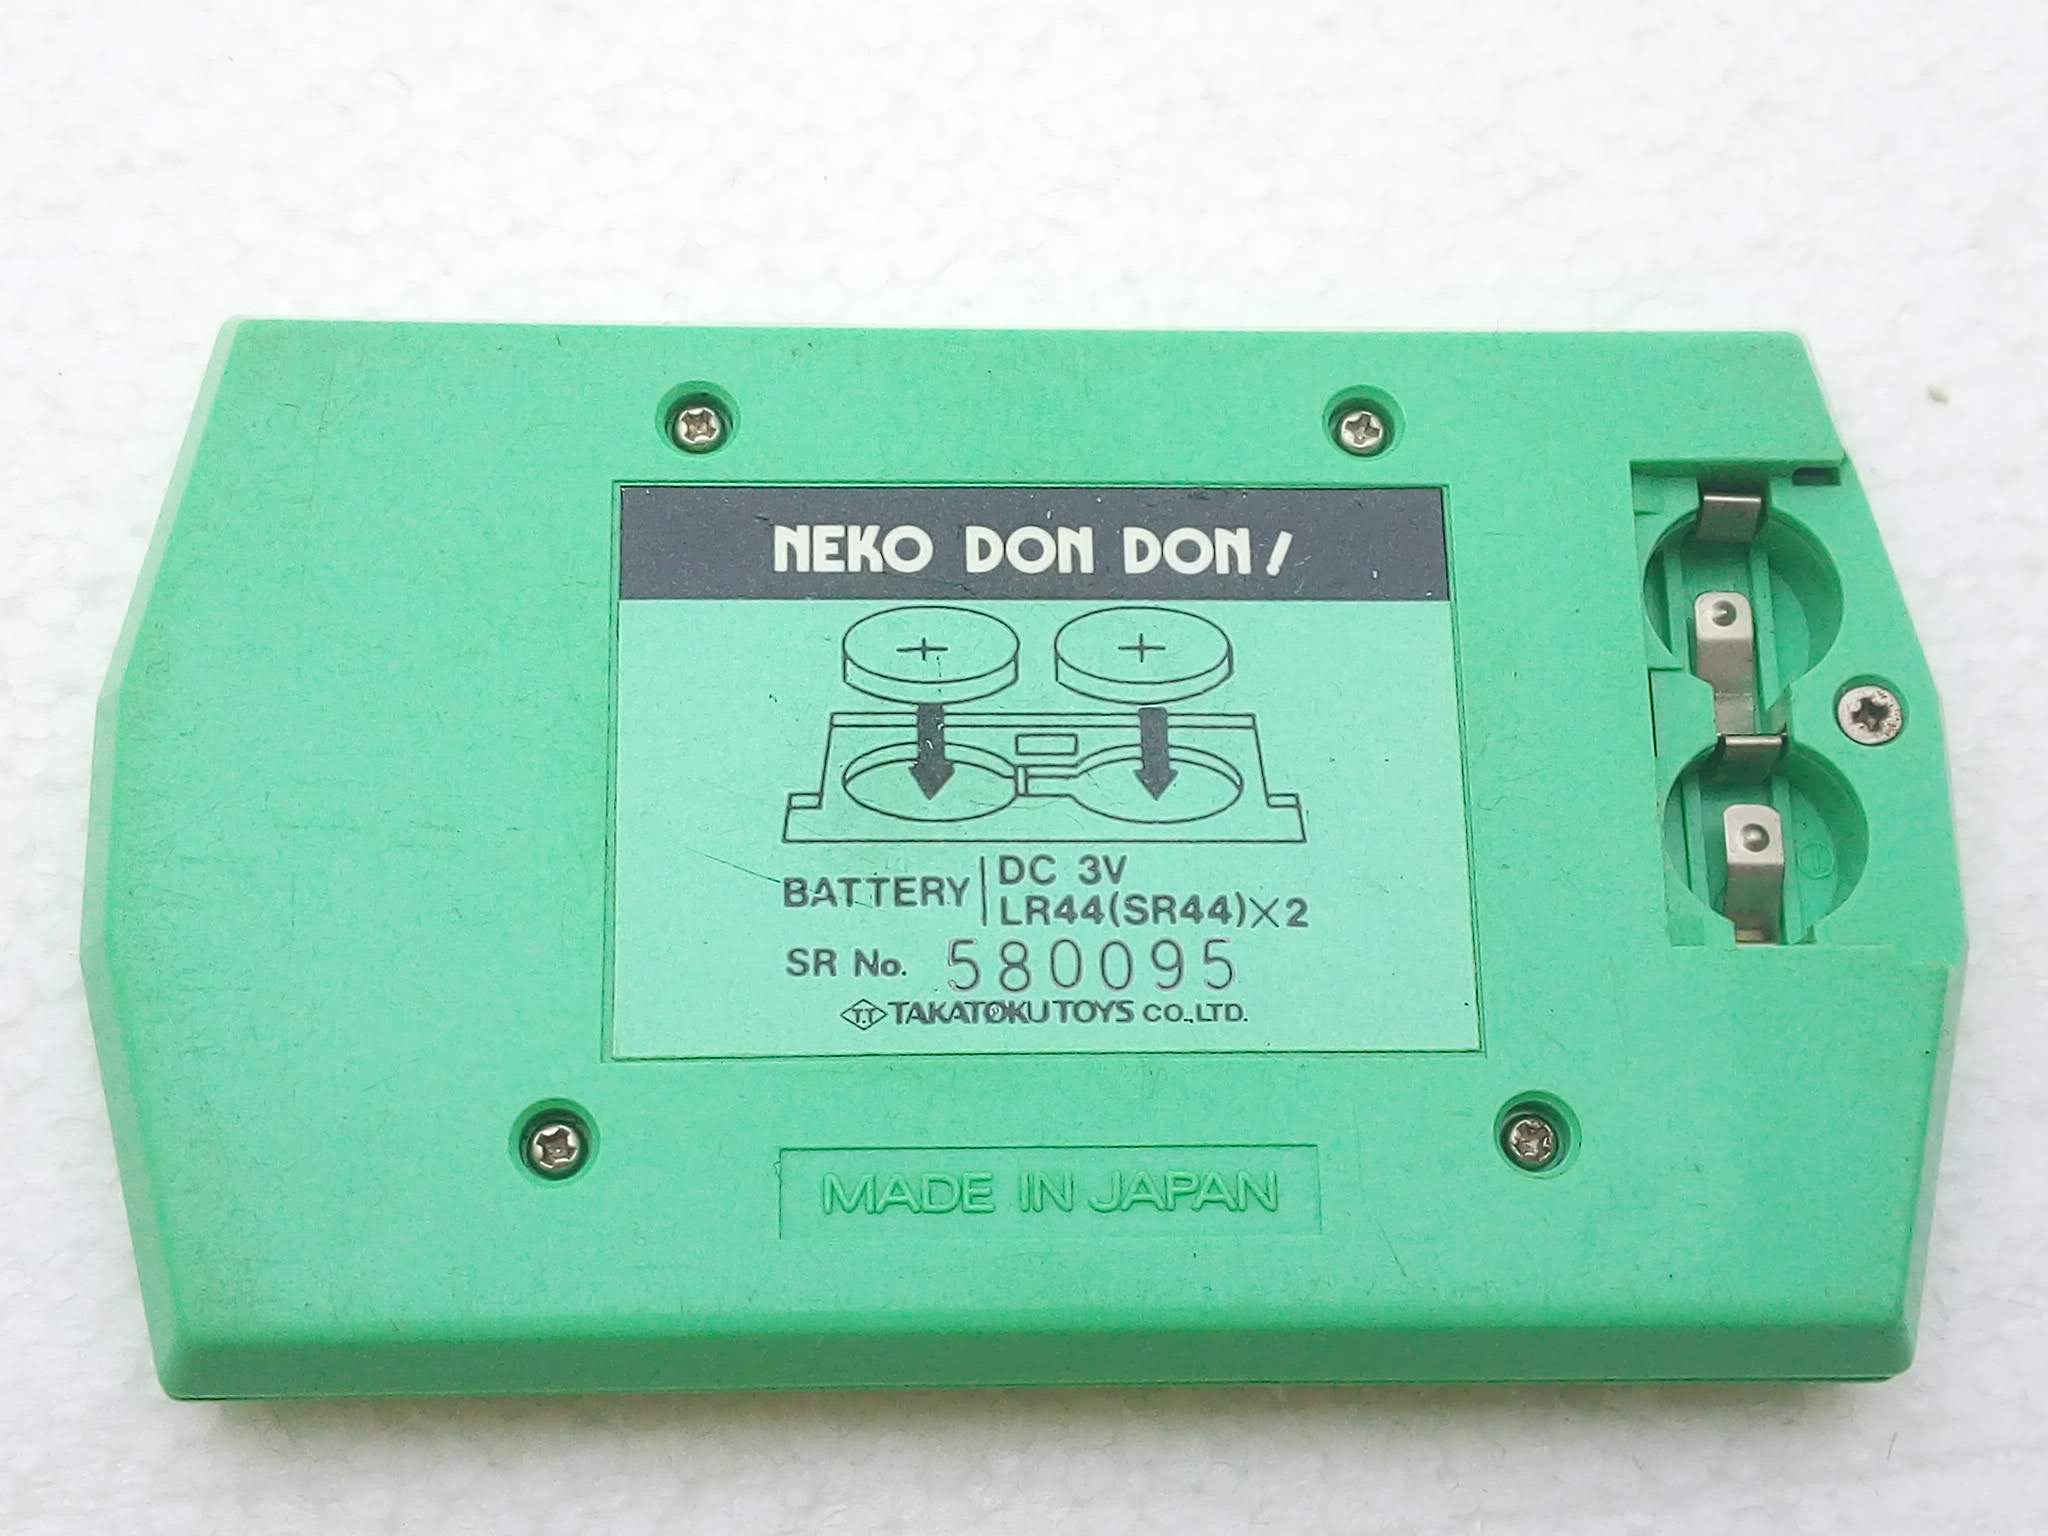 NEKO DON DON!
+ +
BATTERY DC 3V
LR44(SR44)×2
SR No. 580095
T.T TAKATOKU TOYS CO.,LTD.
MADE IN JAPAN